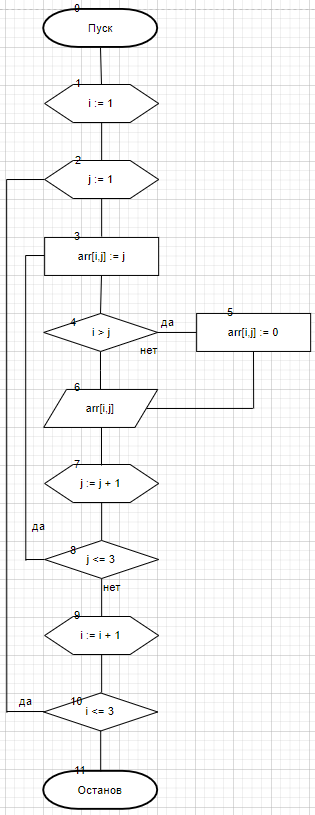 0
Пуск
1
i := 1
2
j := 1
3
arr[i,j] := j
4
i > j
да
нет
5
arr[i,j] := 0
6
arr[i,j]
7
j := j + 1
да
8
j <= 3
нет
9
i := i + 1
да
10
i <= 3
11
Останов